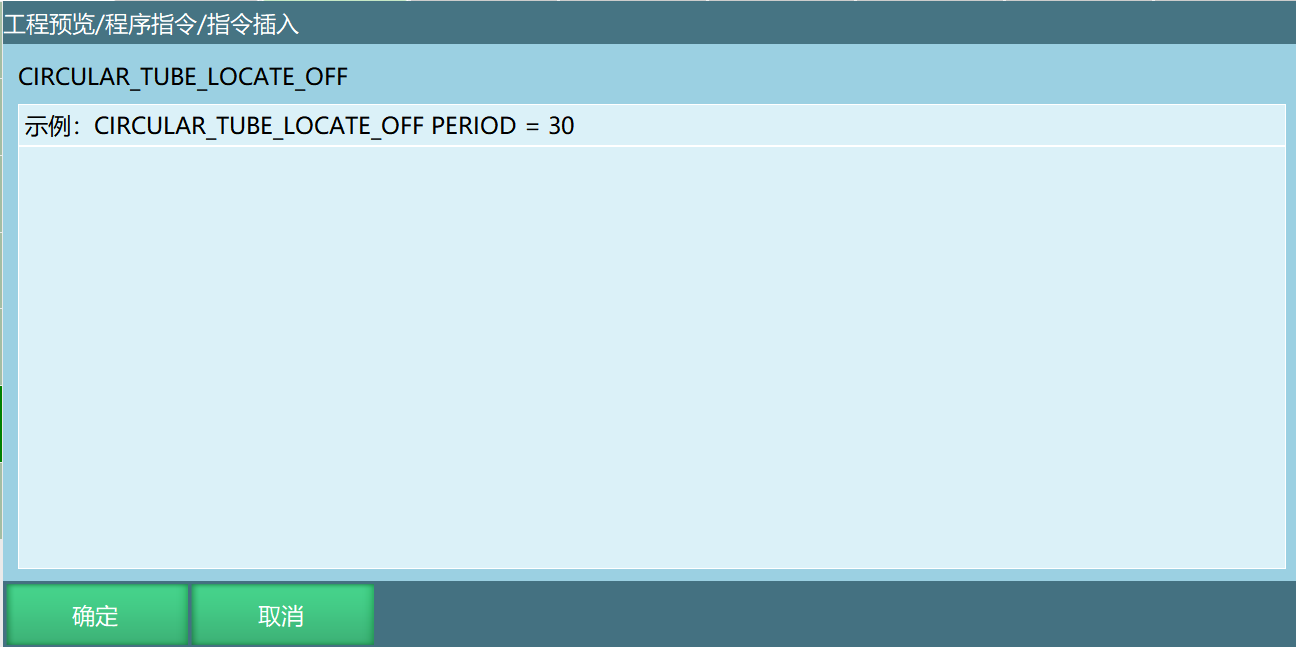 工程预览/程序指令/指令插入
CIRCULAR_TUBE_LOCATE_OFF
示例：CIRCULAR_TUBE_LOCATE_OFF PERIOD = 30
确定
取消